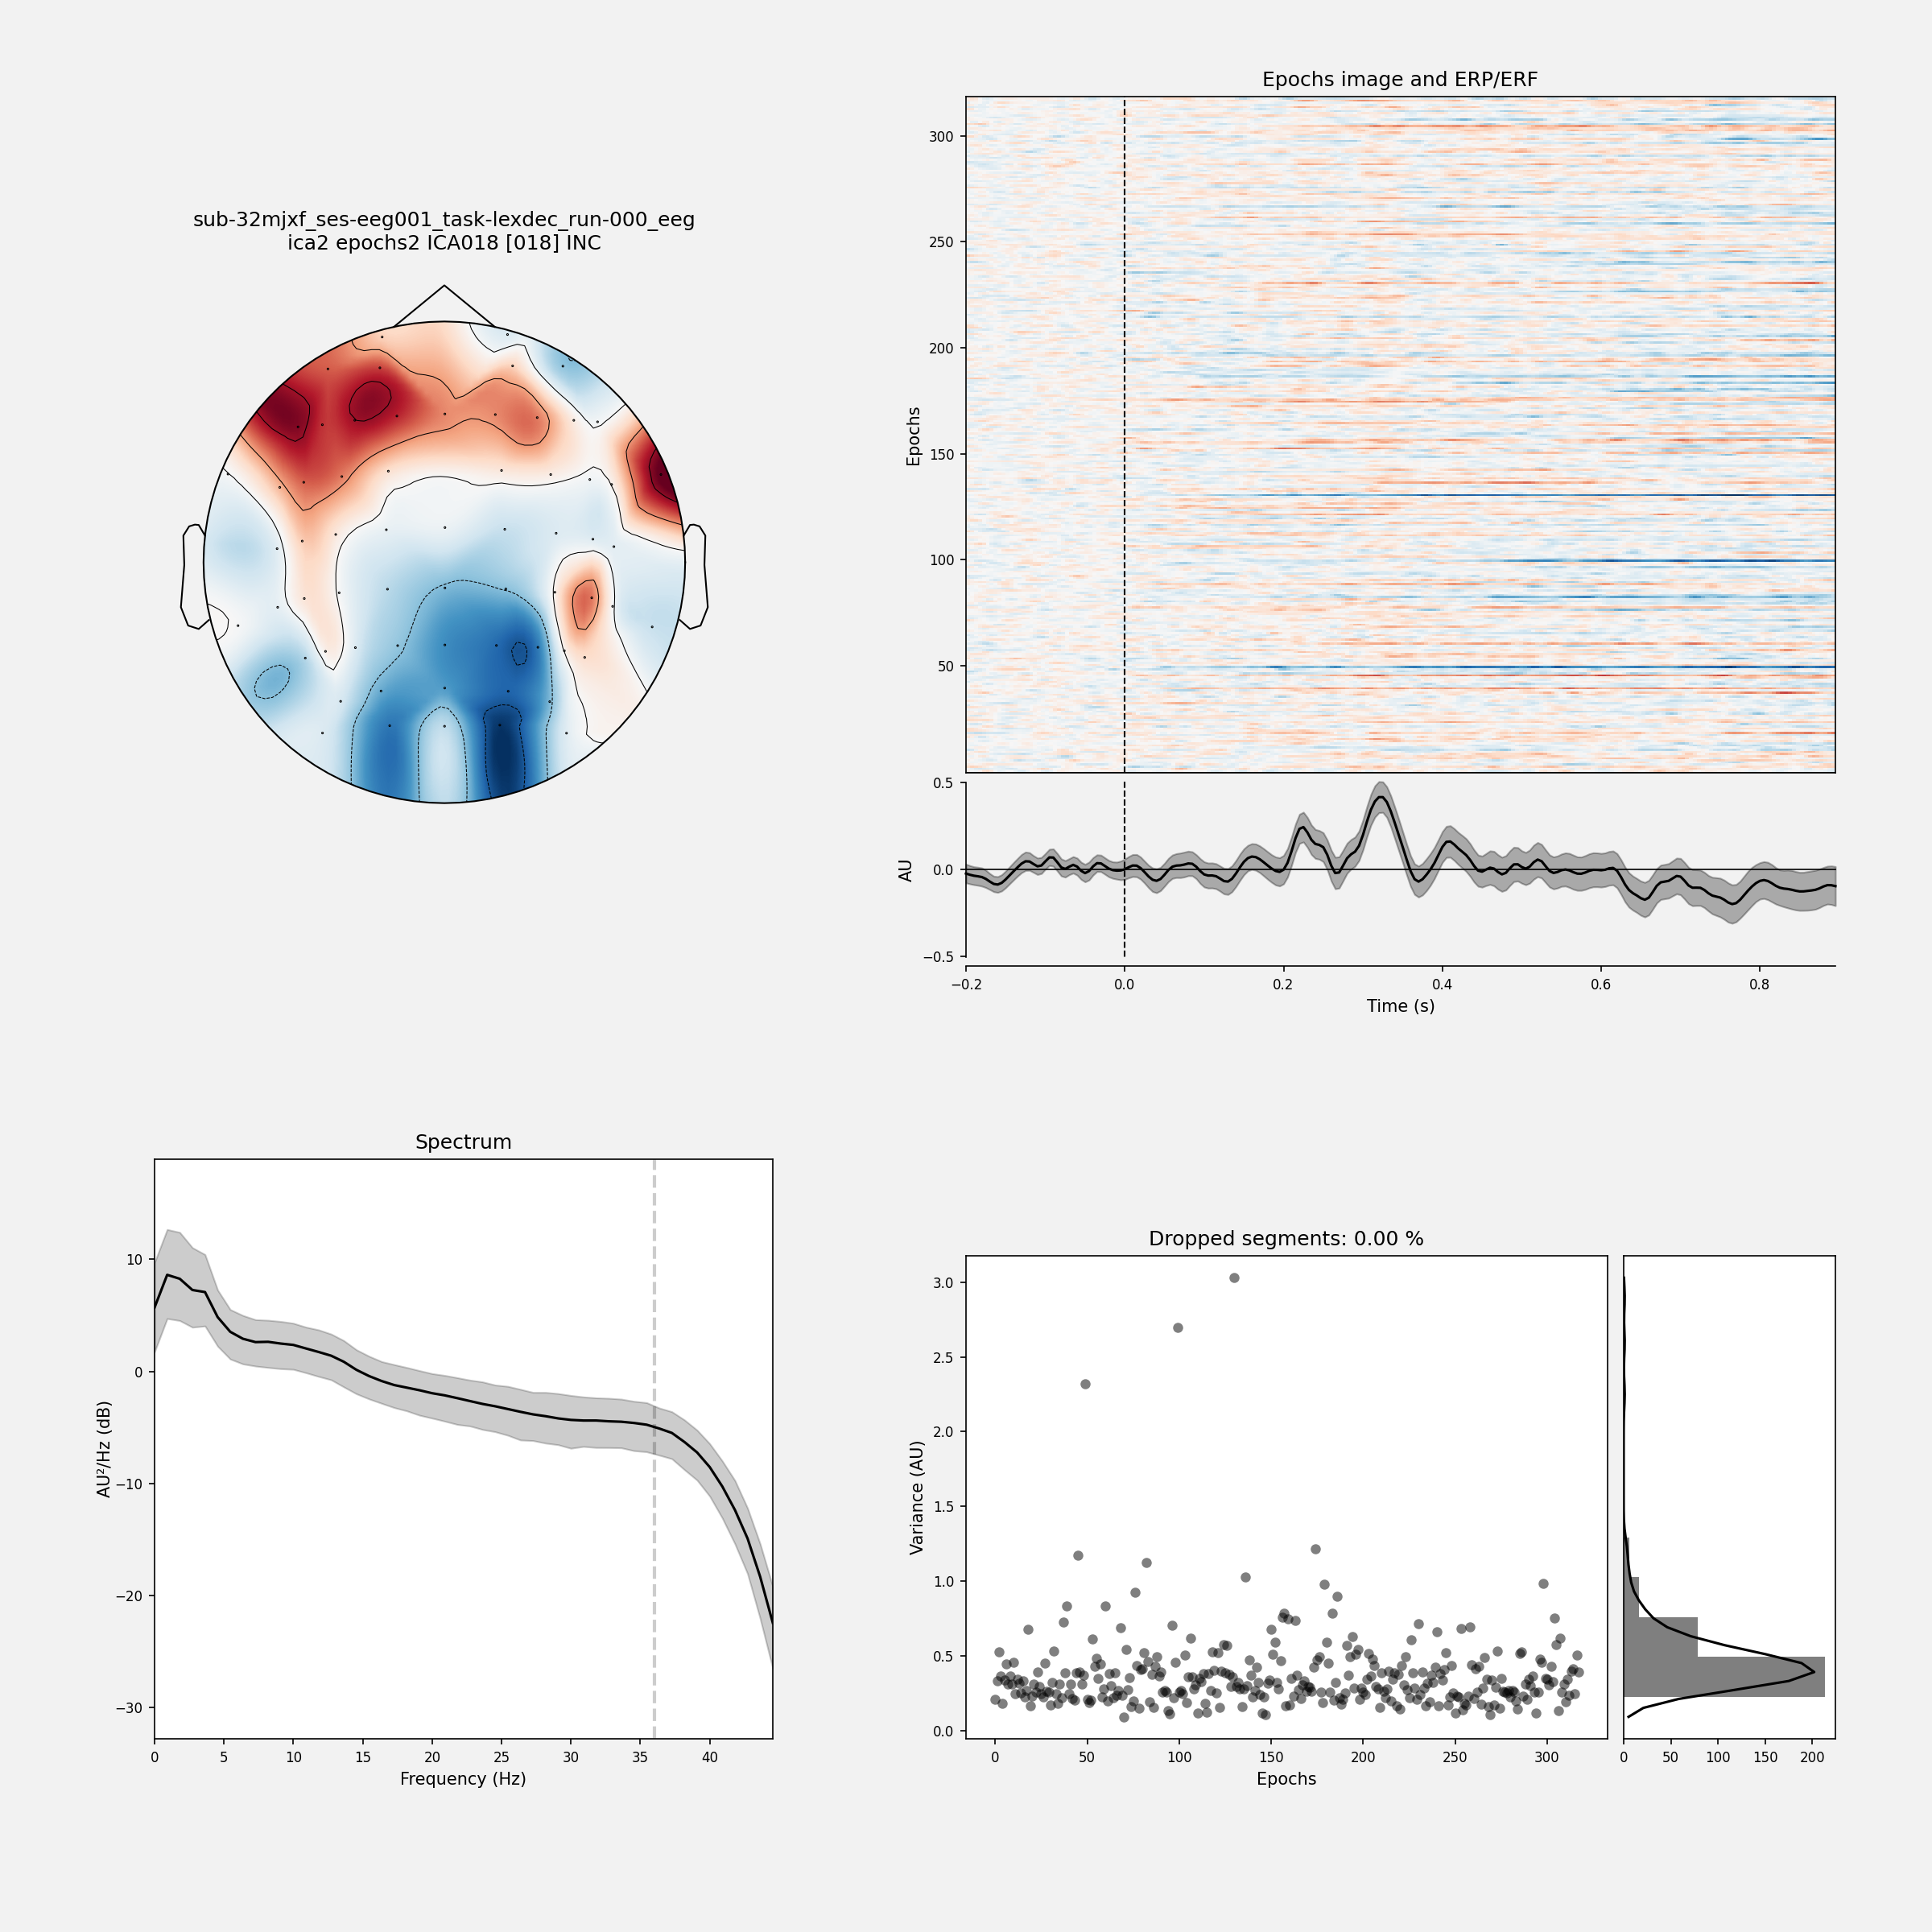 sub-32mjxf_ses-eeg001_task-lexdec_run-000_eeg
ica2 epochs2 ICA018 [018] INC
Epochs image and ERP/ERF
300
250
200
150
100
50
Epochs
0.5
0.0
−0.5
AU
−0.2 0.0 0.2 0.4 0.6 0.8
Time (s)
Spectrum
10
0
−10
−20
−30
AU²/Hz (dB)
0 5 10 15 20 25 30 35 40
Frequency (Hz)
Dropped segments: 0.00 %
3.0
2.5
2.0
1.5
1.0
0.5
0.0
Variance (AU)
0 50 100 150 200 250 300
Epochs
0 50 100 150 200